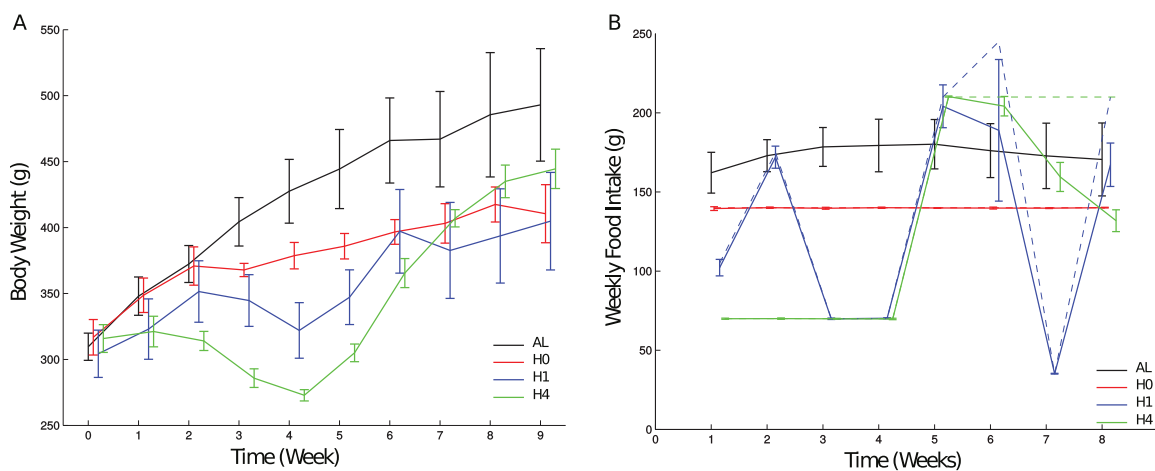 A
Body Weight (g)
550
500
450
400
350
300
250
0 1 2 3 4 5 6 7 8 9
Time (Week)
AL
H0
H1
H4
B
Weekly Food Intake (g)
250
200
150
100
50
0
0 1 2 3 4 5 6 7 8
Time (Weeks)
AL
H0
H1
H4